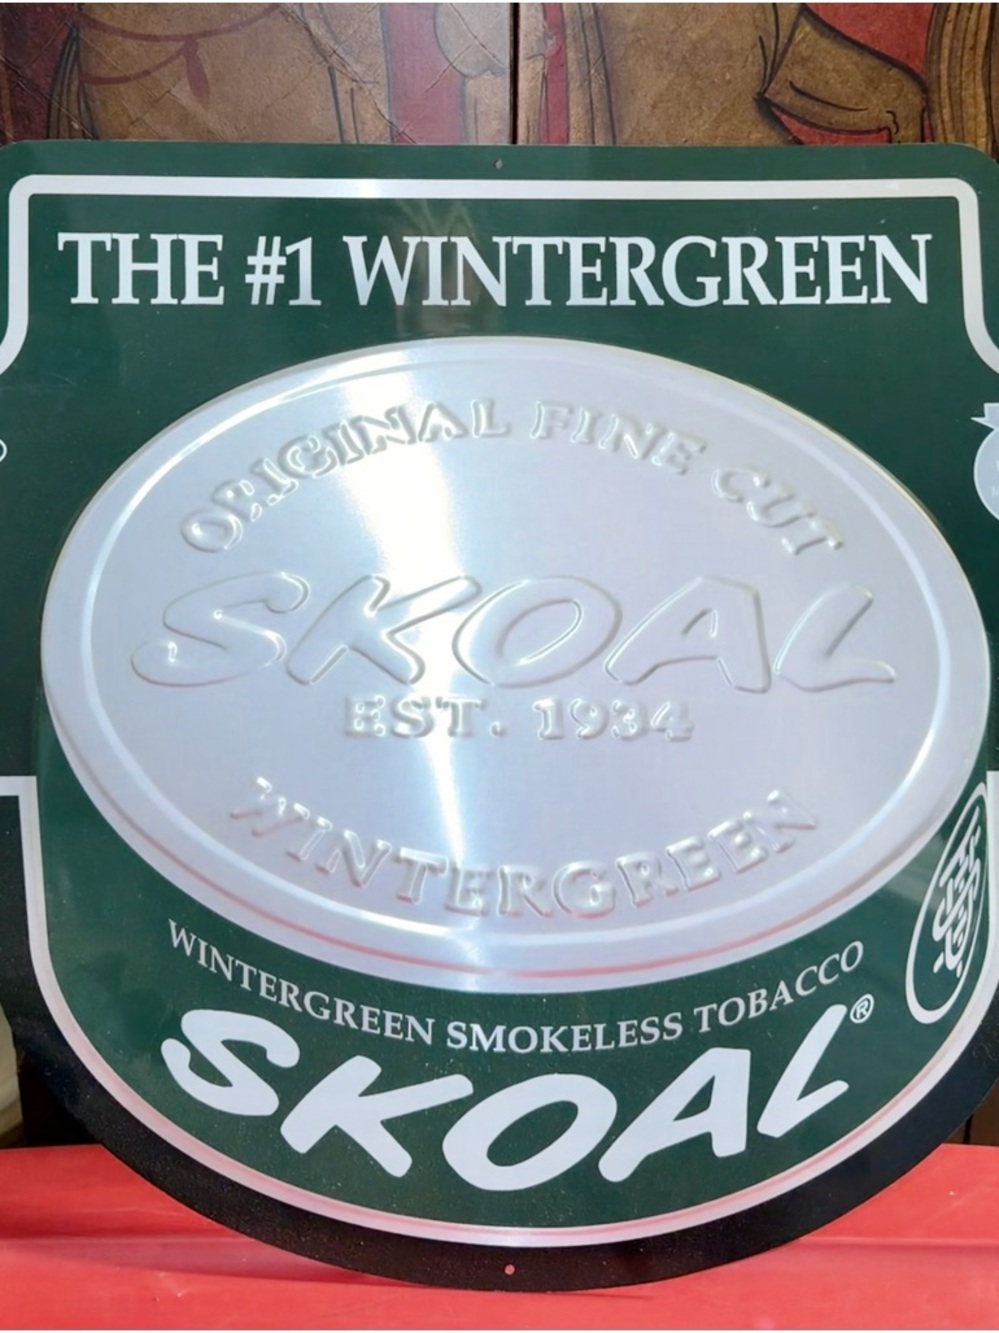 THE #1 WINTERGREEN
ORIGINAL FINE CUT
SKOAL
EST. 1934
WINTERGREEN
WINTERGREEN SMOKELESS TOBACCO
SKOAL®